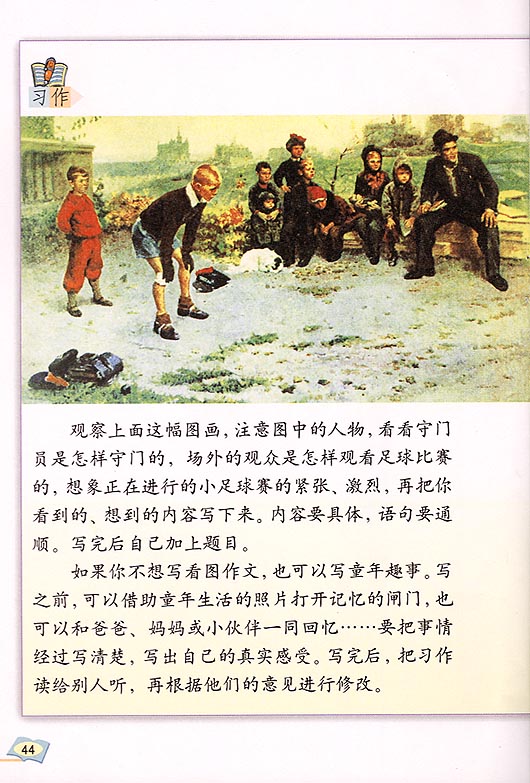 习作
观察上面这幅图画，注意图中的人物，看看守门
员是怎样守门的，场外的观众是怎样观看足球比赛
的，想象正在进行的小足球赛的紧张、激烈，再把你
看到的、想到的内容写下来。内容要具体，语句要通
顺。写完后自己加上题目。
如果你不想写看图作文，也可以写童年趣事。写
之前，可以借助童年生活的照片打开记忆的闸门，也
可以和爸爸、妈妈或小伙伴一同回忆……要把事情
经过写清楚，写出自己的真实感受。写完后，把习作
读给别人听，再根据他们的意见进行修改。
44